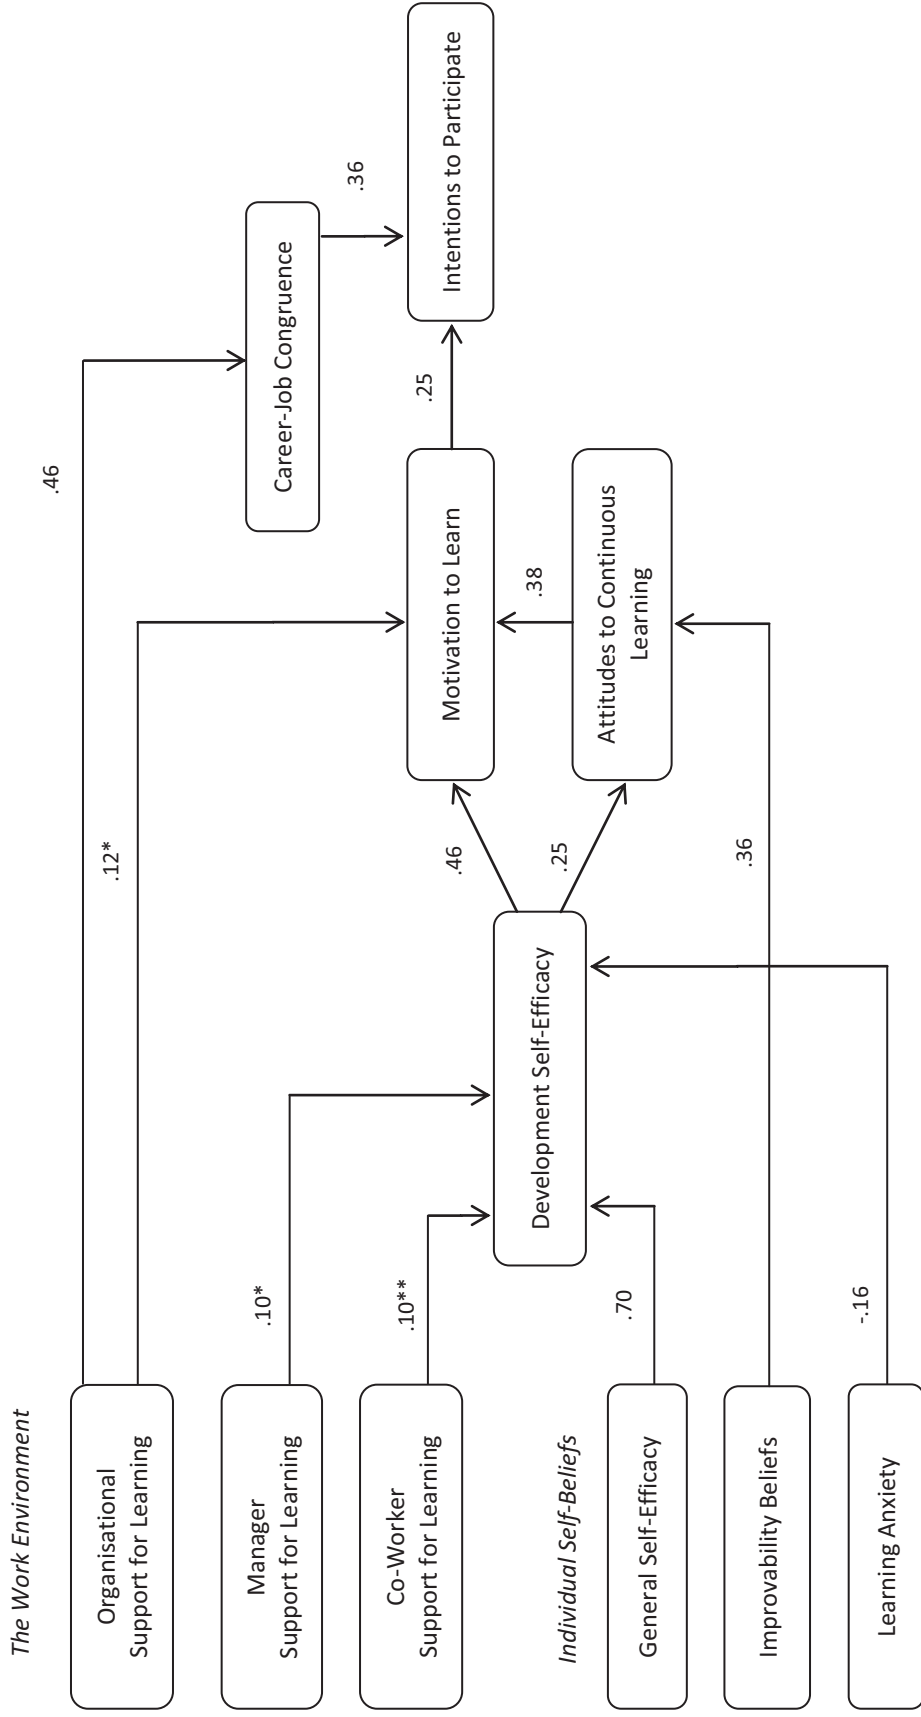 The Work Environment
Organisational
Support for Learning
Manager
Support for Learning
Co-Worker
Support for Learning
Individual Self-Beliefs
General Self-Efficacy
Improvability Beliefs
Learning Anxiety
.46
.12*
.10*
.10**
.70
.36
-.16
Development Self-Efficacy
.46
.25
Motivation to Learn
.38
Attitudes to Continuous
Learning
Career-Job Congruence
.25
.36
Intentions to Participate